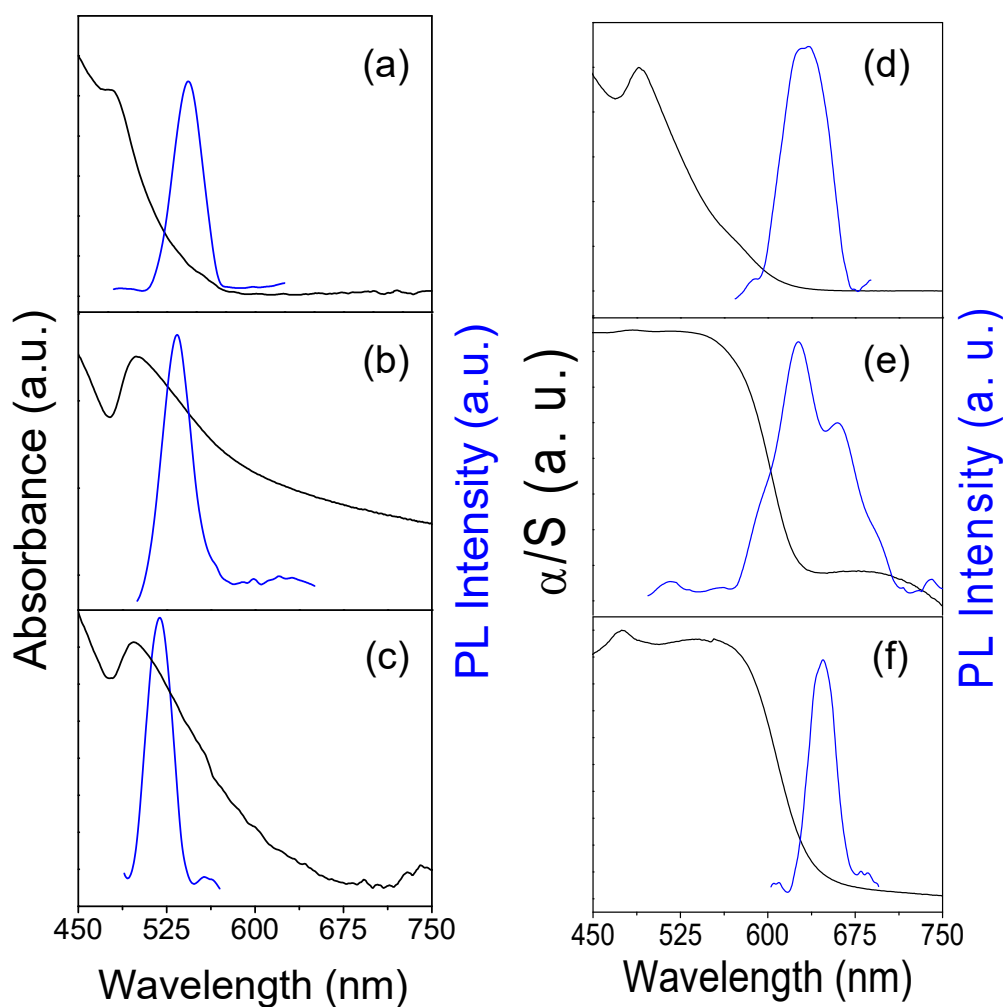 (a)
(b)
(c)
Absorbance (a.u.)
PL Intensity (a.u.)
450 525 600 675 750
Wavelength (nm)
(d)
(e)
(f)
α/S (a. u.)
PL Intensity (a. u.)
450 525 600 675 750
Wavelength (nm)